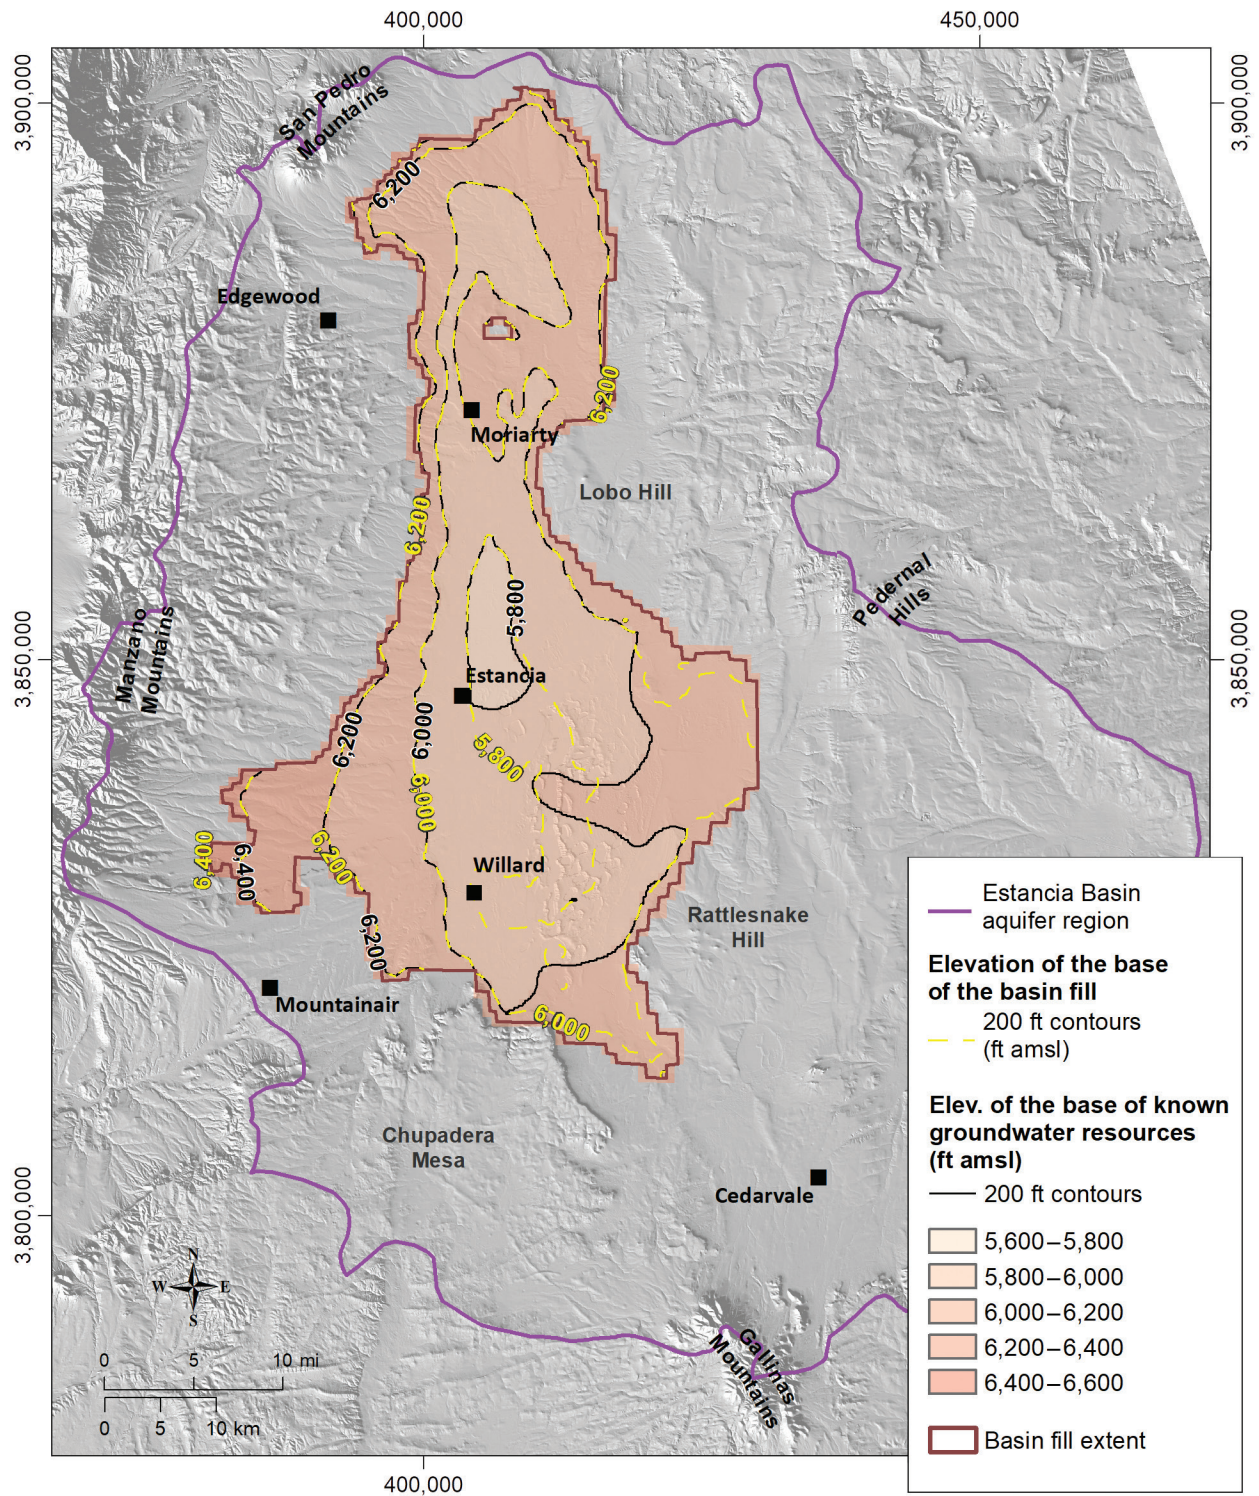 400,000
450,000
3,900,000
3,900,000
San Pedro
Mountains
6,200
Edgewood
6,200
Moriarty
Lobo Hill
6,200
Pedernal
Hills
5,800
Manzano
Mountains
3,850,000
3,850,000
Estancia
6,200
6,000
5,800
6,000
6,400
6,400
6,200
Willard
6,200
Rattlesnake
Hill
Mountainair
6,000
Chupadera
Mesa
Cedarvale
3,800,000
N
W
E
S
Gallinas
Mountains
0 5 10 mi
0 5 10 km
400,000
Estancia Basin
aquifer region
Elevation of the base
of the basin fill
200 ft contours
(ft amsl)
Elev. of the base of known
groundwater resources
(ft amsl)
200 ft contours
5,600–5,800
5,800–6,000
6,000–6,200
6,200–6,400
6,400–6,600
Basin fill extent